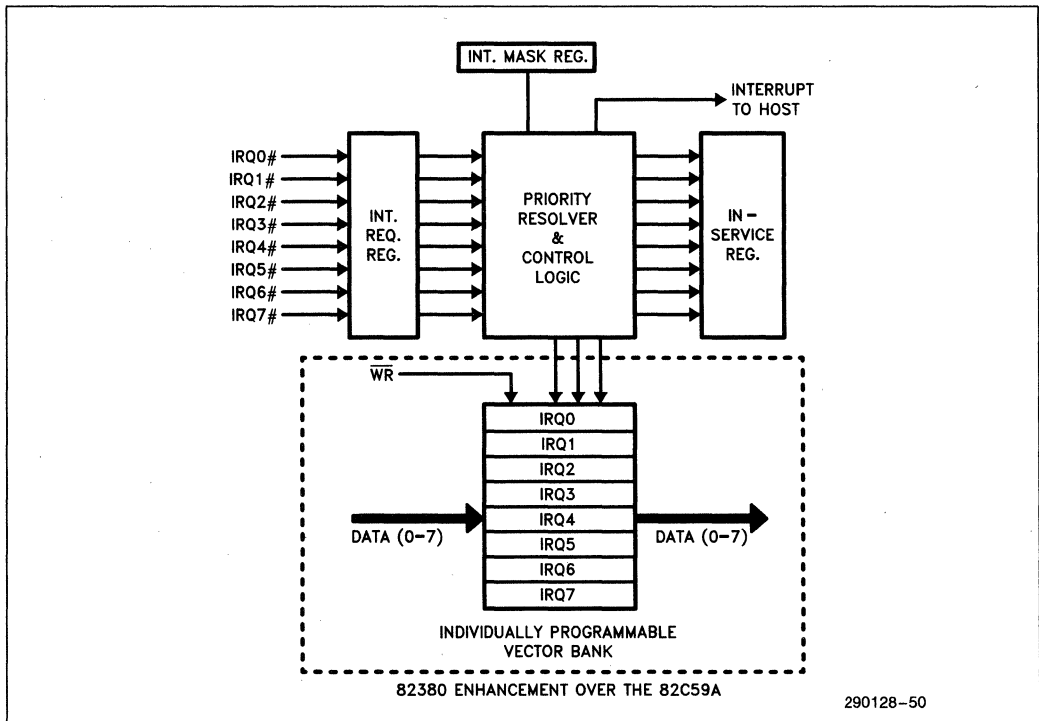 INT. MASK REG.
INTERRUPT
TO HOST
IRQ0#
IRQ1#
IRQ2#
IRQ3#
IRQ4#
IRQ5#
IRQ6#
IRQ7#
INT.
REQ.
REG.
PRIORITY
RESOLVER
&
CONTROL
LOGIC
IN-
SERVICE
REG.
WR
IRQ0
IRQ1
IRQ2
IRQ3
IRQ4
IRQ5
IRQ6
IRQ7
DATA (0-7)
DATA (0-7)
INDIVIDUALLY PROGRAMMABLE
VECTOR BANK
82380 ENHANCEMENT OVER THE 82C59A
290128-50